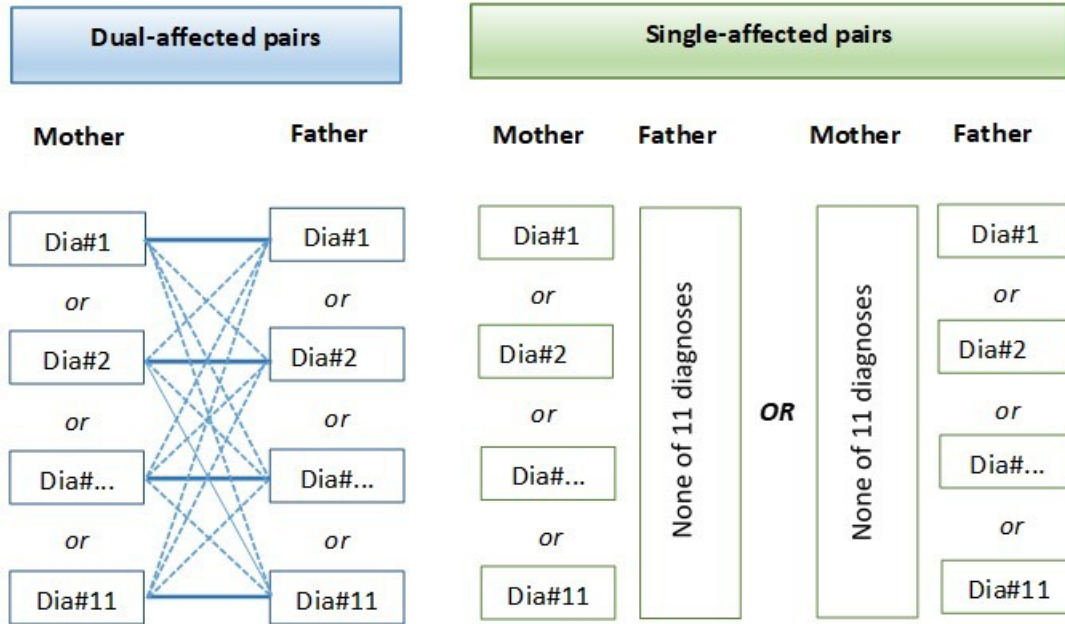 Dual-affected pairs
Single-affected pairs
Mother
Father
Mother
Father
Mother
Father
Dia#1
Dia#1
Dia#1
None of 11 diagnoses
OR
None of 11 diagnoses
Dia#1
or
or
or
or
Dia#2
Dia#2
Dia#2
Dia#2
or
or
or
or
Dia#...
Dia#...
Dia#...
Dia#...
or
or
or
or
Dia#11
Dia#11
Dia#11
Dia#11